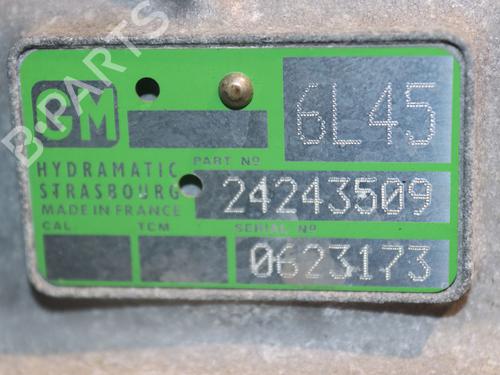 GM
6L45
HYDRAMATIC
STRASBOURG
MADE IN FRANCE
PART Nº
24243509
CAL. TCM SERIAL Nº
0623173
B-PARTS